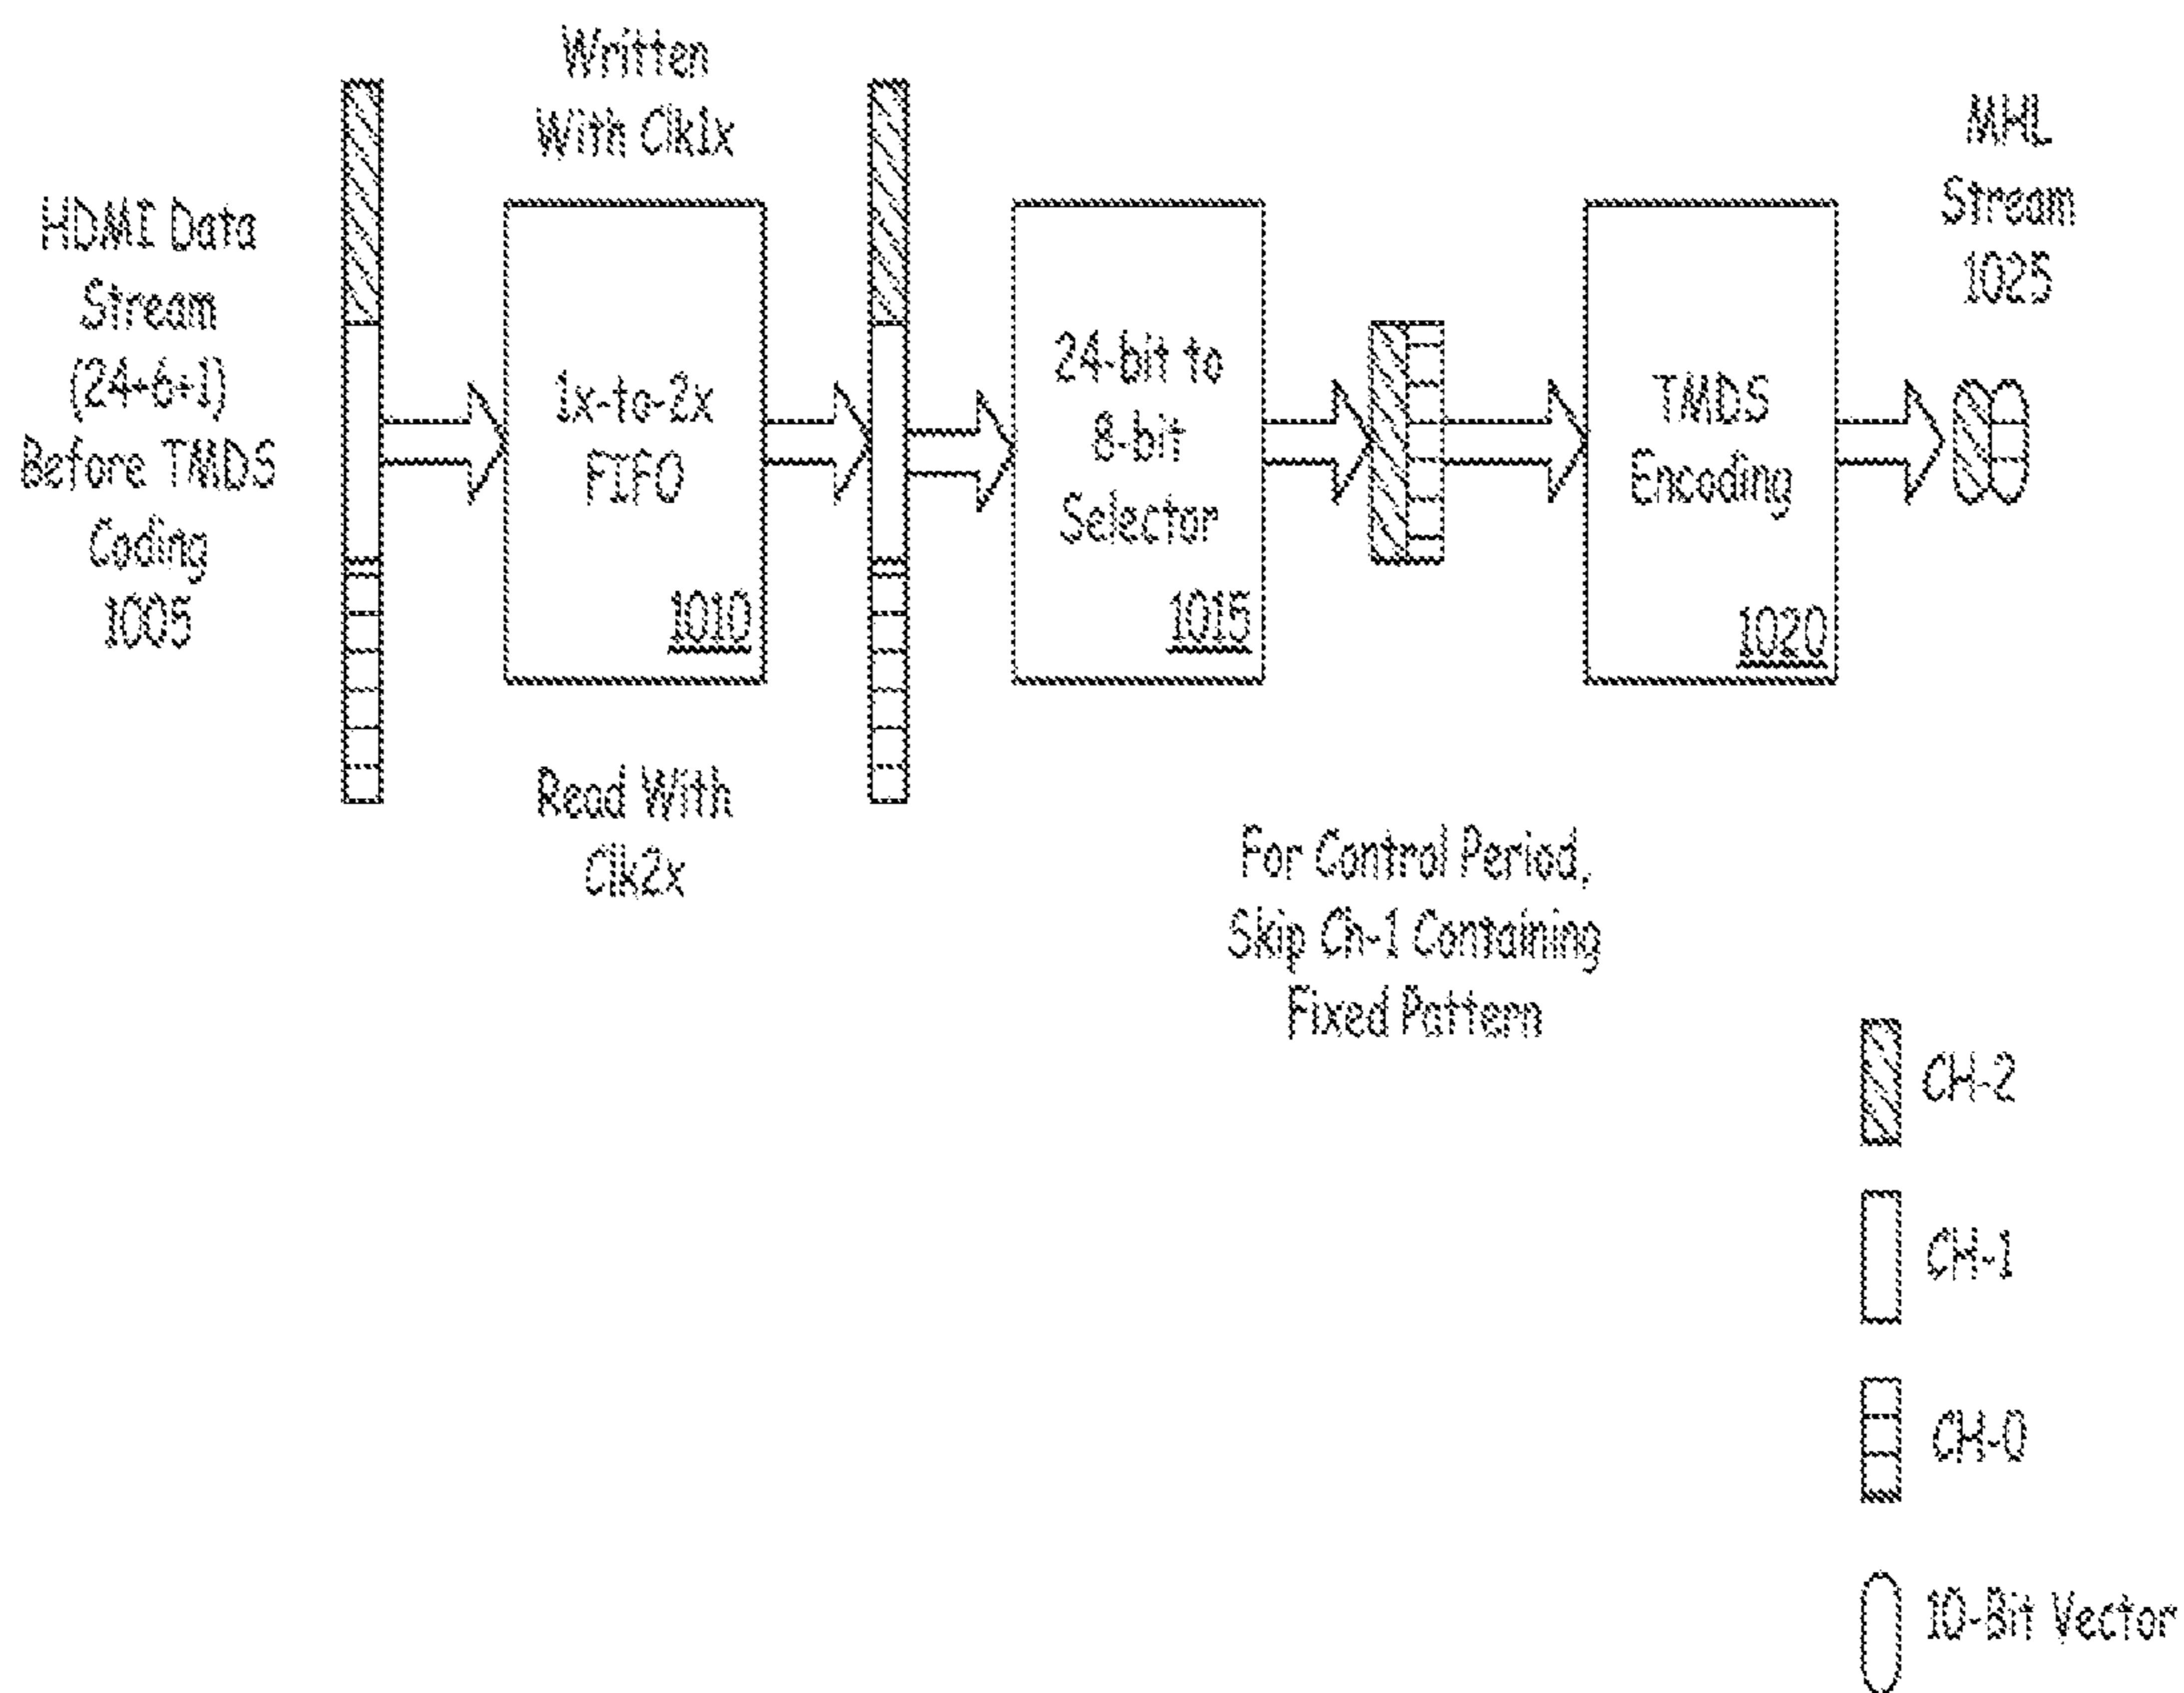 HDMI Data
Stream
(24+6+1)
Before TMDS
Coding
1005
Written
With Clk1x
1x-to-2x
FIFO
1010
Read With
Clk2x
24-bit to
8-bit
Selector
1015
For Control Period,
Skip Ch-1 Containing
Fixed Pattern
TMDS
Encoding
1020
MHL
Stream
1025
CH-2
CH-1
CH-0
10-Bit Vector